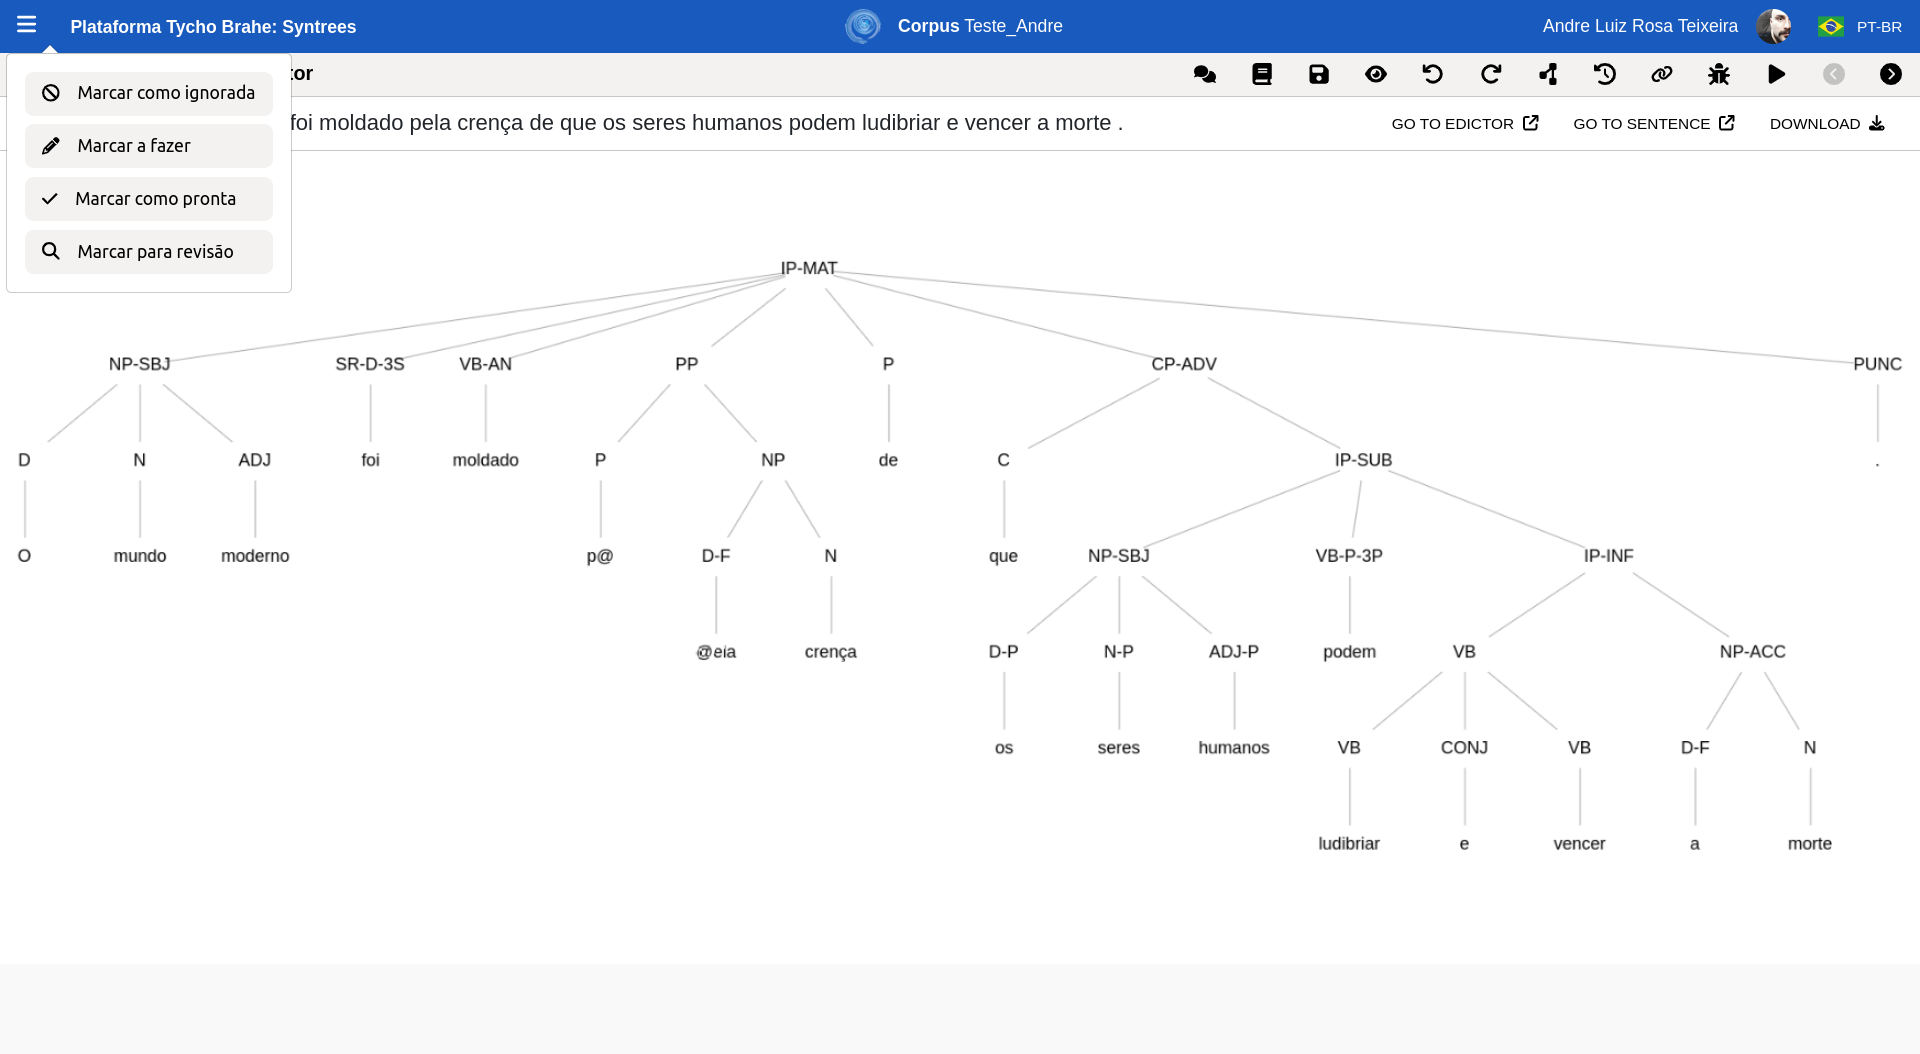 Plataforma Tycho Brahe: Syntrees
Corpus Teste_Andre
Andre Luiz Rosa Teixeira
PT-BR
tor
Marcar como ignorada
Marcar a fazer
Marcar como pronta
Marcar para revisão
foi moldado pela crença de que os seres humanos podem ludibriar e vencer a morte .
GO TO EDICTOR
GO TO SENTENCE
DOWNLOAD
IP-MAT
NP-SBJ SR-D-3S VB-AN PP P CP-ADV PUNC
D N ADJ foi moldado P NP de C IP-SUB .
O mundo moderno p@ D-F N que NP-SBJ VB-P-3P IP-INF
@ela crença D-P N-P ADJ-P podem VB NP-ACC
os seres humanos VB CONJ VB D-F N
ludibriar e vencer a morte